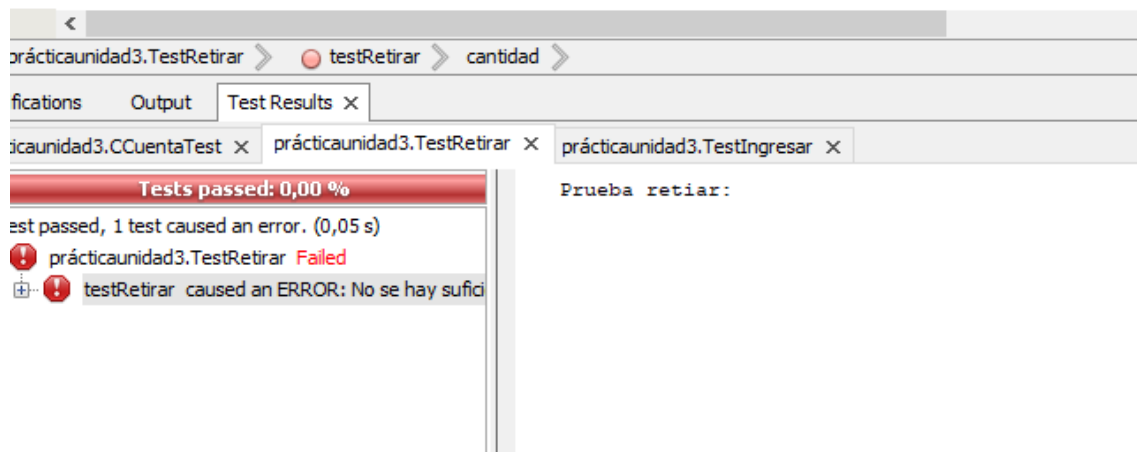 prácticaunidad3.TestRetirar testRetirar cantidad
fications Output Test Results
ticaunidad3.CCuentaTest prácticaunidad3.TestRetirar prácticaunidad3.TestIngresar
Tests passed: 0,00 %
est passed, 1 test caused an error. (0,05 s)
prácticaunidad3.TestRetirar Failed
testRetirar caused an ERROR: No se hay sufici
Prueba retiar: